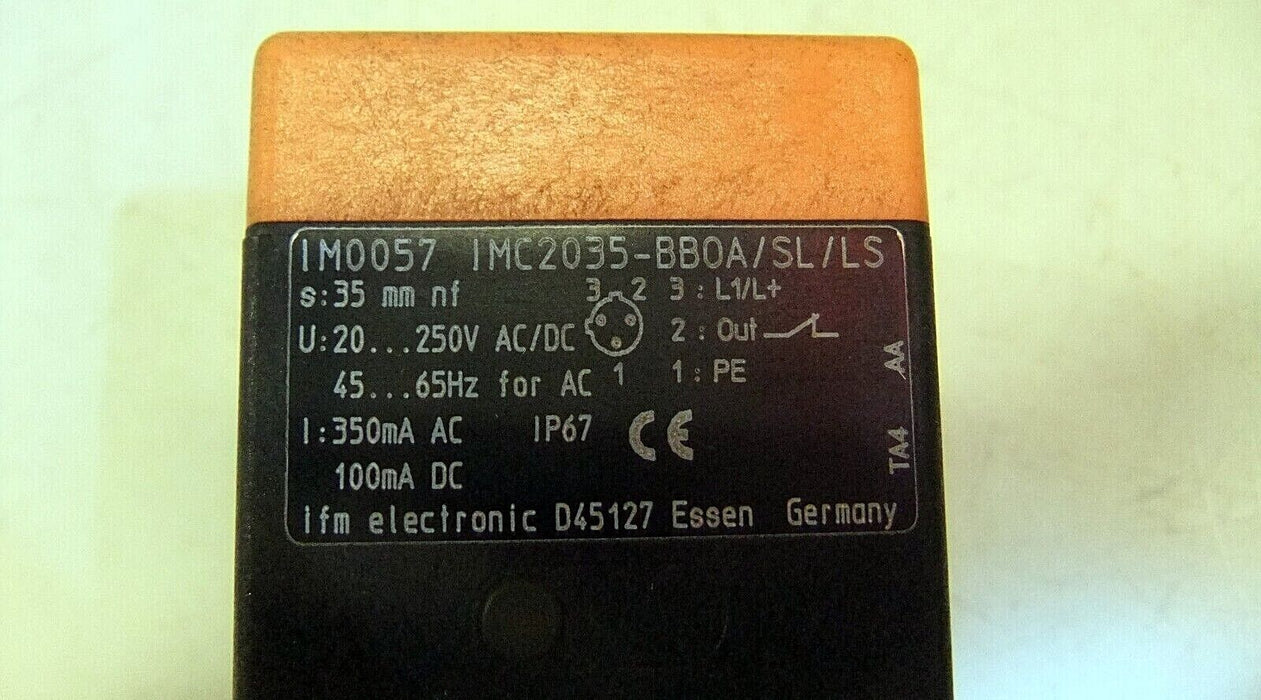 IM0057 IMC2035-BBOA/SL/LS
s:35 mm nf 3 2 3 : L1/L+
U:20...250V AC/DC 2 : Out
45...65Hz for AC 1 1 : PE
I:350mA AC IP67 CE
100mA DC
ifm electronic D45127 Essen Germany
TA4 AA